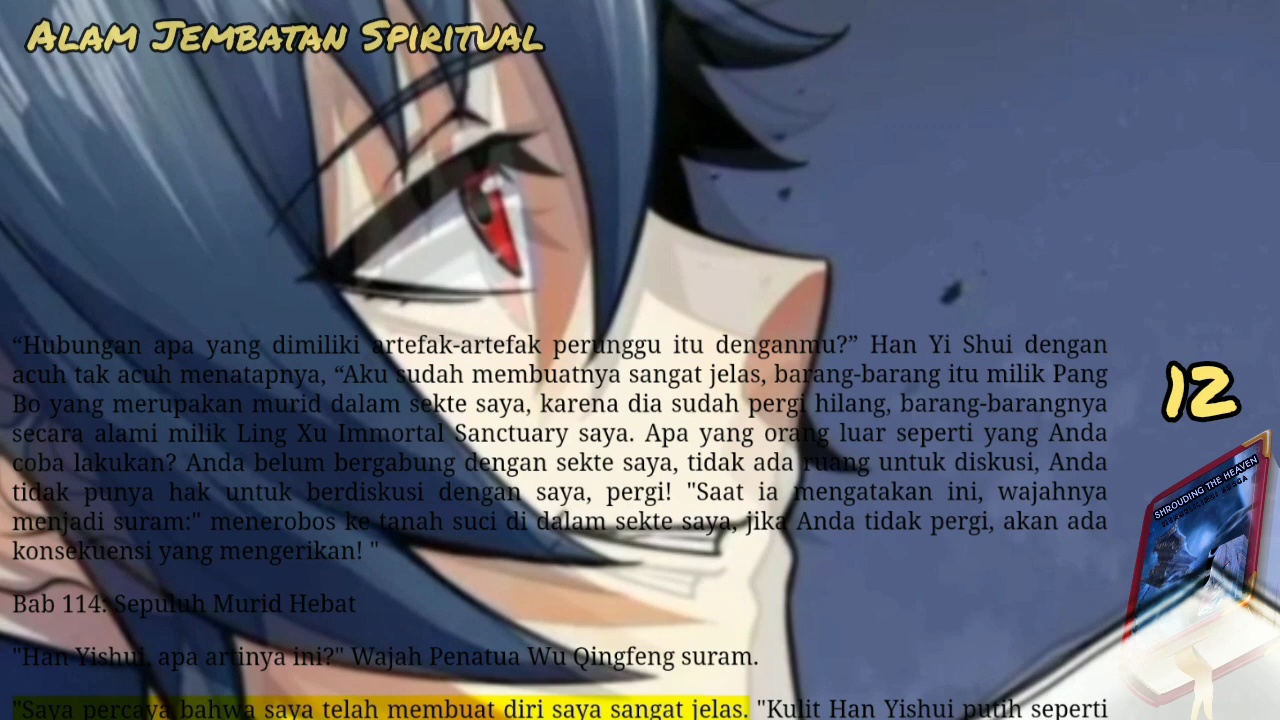 Alam Jembatan Spiritual
“Hubungan apa yang dimiliki artefak-artefak perunggu itu denganmu?” Han Yi Shui dengan
acuh tak acuh menatapnya, “Aku sudah membuatnya sangat jelas, barang-barang itu milik Pang
Bo yang merupakan murid dalam sekte saya, karena dia sudah pergi hilang, barang-barangnya
secara alami milik Ling Xu Immortal Sanctuary saya. Apa yang orang luar seperti yang Anda
coba lakukan? Anda belum bergabung dengan sekte saya, tidak ada ruang untuk diskusi, Anda
tidak punya hak untuk berdiskusi dengan saya, pergi! "Saat ia mengatakan ini, wajahnya
menjadi suram:" menerobos ke tanah suci di dalam sekte saya, jika Anda tidak pergi, akan ada
konsekuensi yang mengerikan! "
12
SHROUDING THE HEAVEN
Bab 114: Sepuluh Murid Hebat
"Han Yishui, apa artinya ini?" Wajah Penatua Wu Qingfeng suram.
"Saya percaya bahwa saya telah membuat diri saya sangat jelas. "Kulit Han Yishui putih seperti